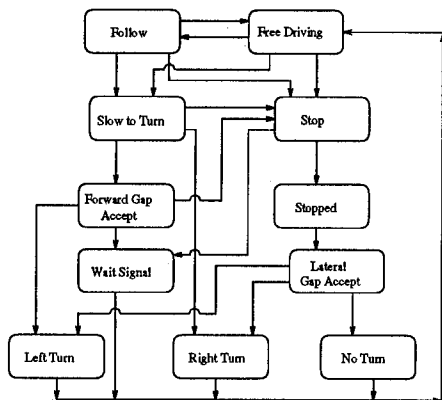 Follow
Free Driving
Slow to Turn
Stop
Forward Gap
Accept
Stopped
Wait Signal
Lateral
Gap Accept
Left Turn
Right Turn
No Turn